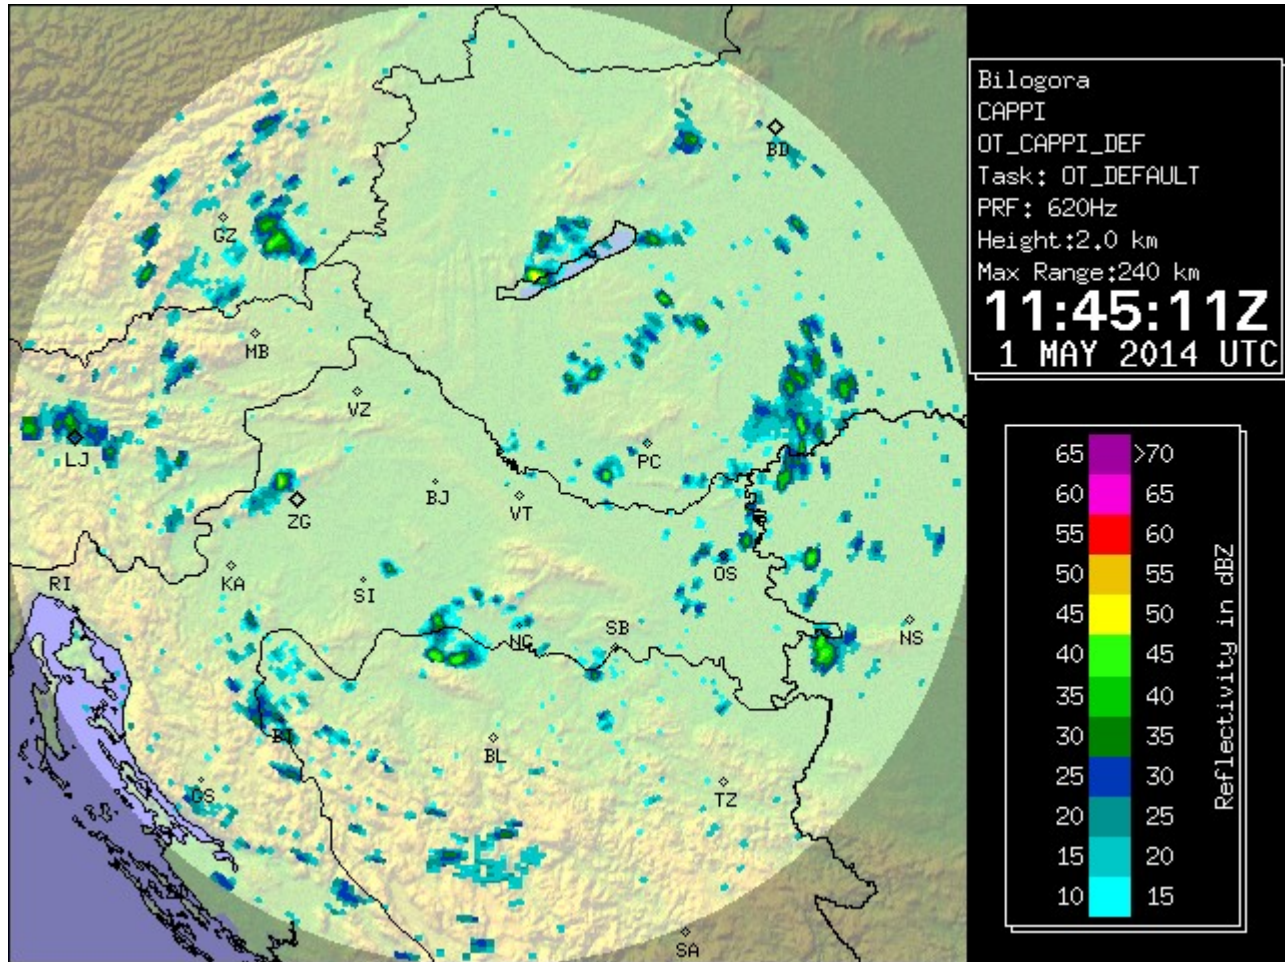 Bilogora
CAPPI
OT_CAPPI_DEF
Task: OT_DEFAULT
PRF: 620Hz
Height:2.0 km
Max Range:240 km
11:45:11Z
1 MAY 2014 UTC
65 >70
60 65
55 60
50 55
45 50
40 45
35 40
30 35
25 30
20 25
15 20
10 15
Reflectivity in dBZ
BD
GZ
MB
VZ
LJ
PC
BJ
VT
ZG
OS
RI
KA
SI
NG
SB
NS
BI
BL
GS
TZ
SA